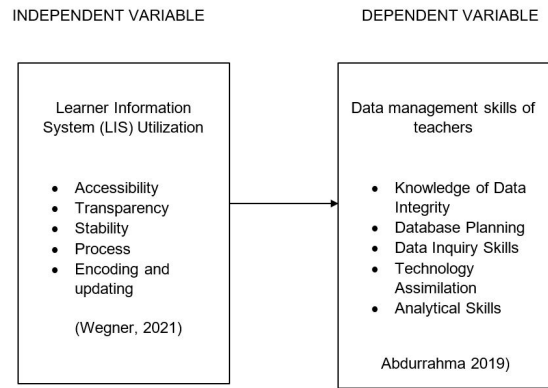 INDEPENDENT VARIABLE
DEPENDENT VARIABLE
Learner Information
System (LIS) Utilization
• Accessibility
• Transparency
• Stability
• Process
• Encoding and
updating
(Wegner, 2021)
Data management skills of
teachers
• Knowledge of Data
Integrity
• Database Planning
• Data Inquiry Skills
• Technology
Assimilation
• Analytical Skills
Abdurrahma 2019)